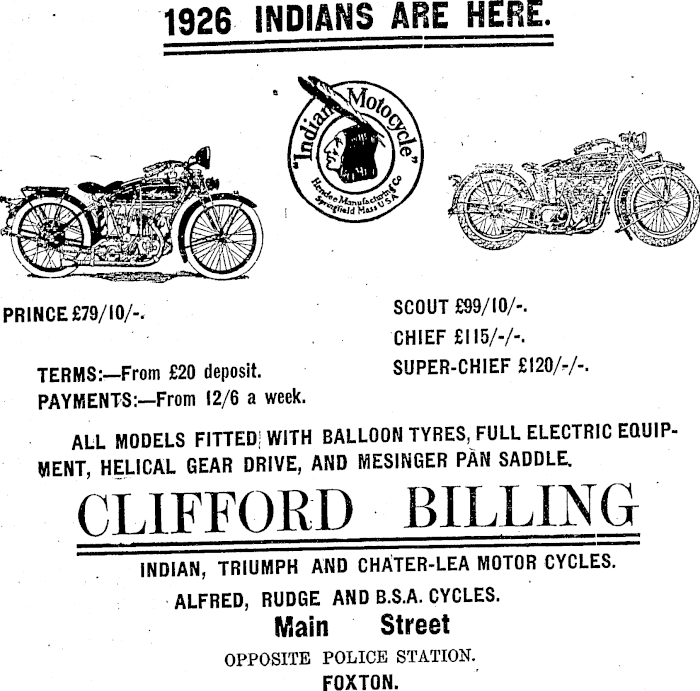 1926 INDIANS ARE HERE.
"Indian Motocycle"
Hendee Manufacturing Co
Springfield Mass U.S.A
PRINCE £79/10/-.
SCOUT £99/10/-.
CHIEF £115/-/-.
SUPER-CHIEF £120/-/-.
TERMS:—From £20 deposit.
PAYMENTS:—From 12/6 a week.
ALL MODELS FITTED WITH BALLOON TYRES, FULL ELECTRIC EQUIP-
MENT, HELICAL GEAR DRIVE, AND MESINGER PAN SADDLE.
CLIFFORD BILLING
INDIAN, TRIUMPH AND CHATER-LEA MOTOR CYCLES.
ALFRED, RUDGE AND B.S.A. CYCLES.
Main Street
OPPOSITE POLICE STATION.
FOXTON.